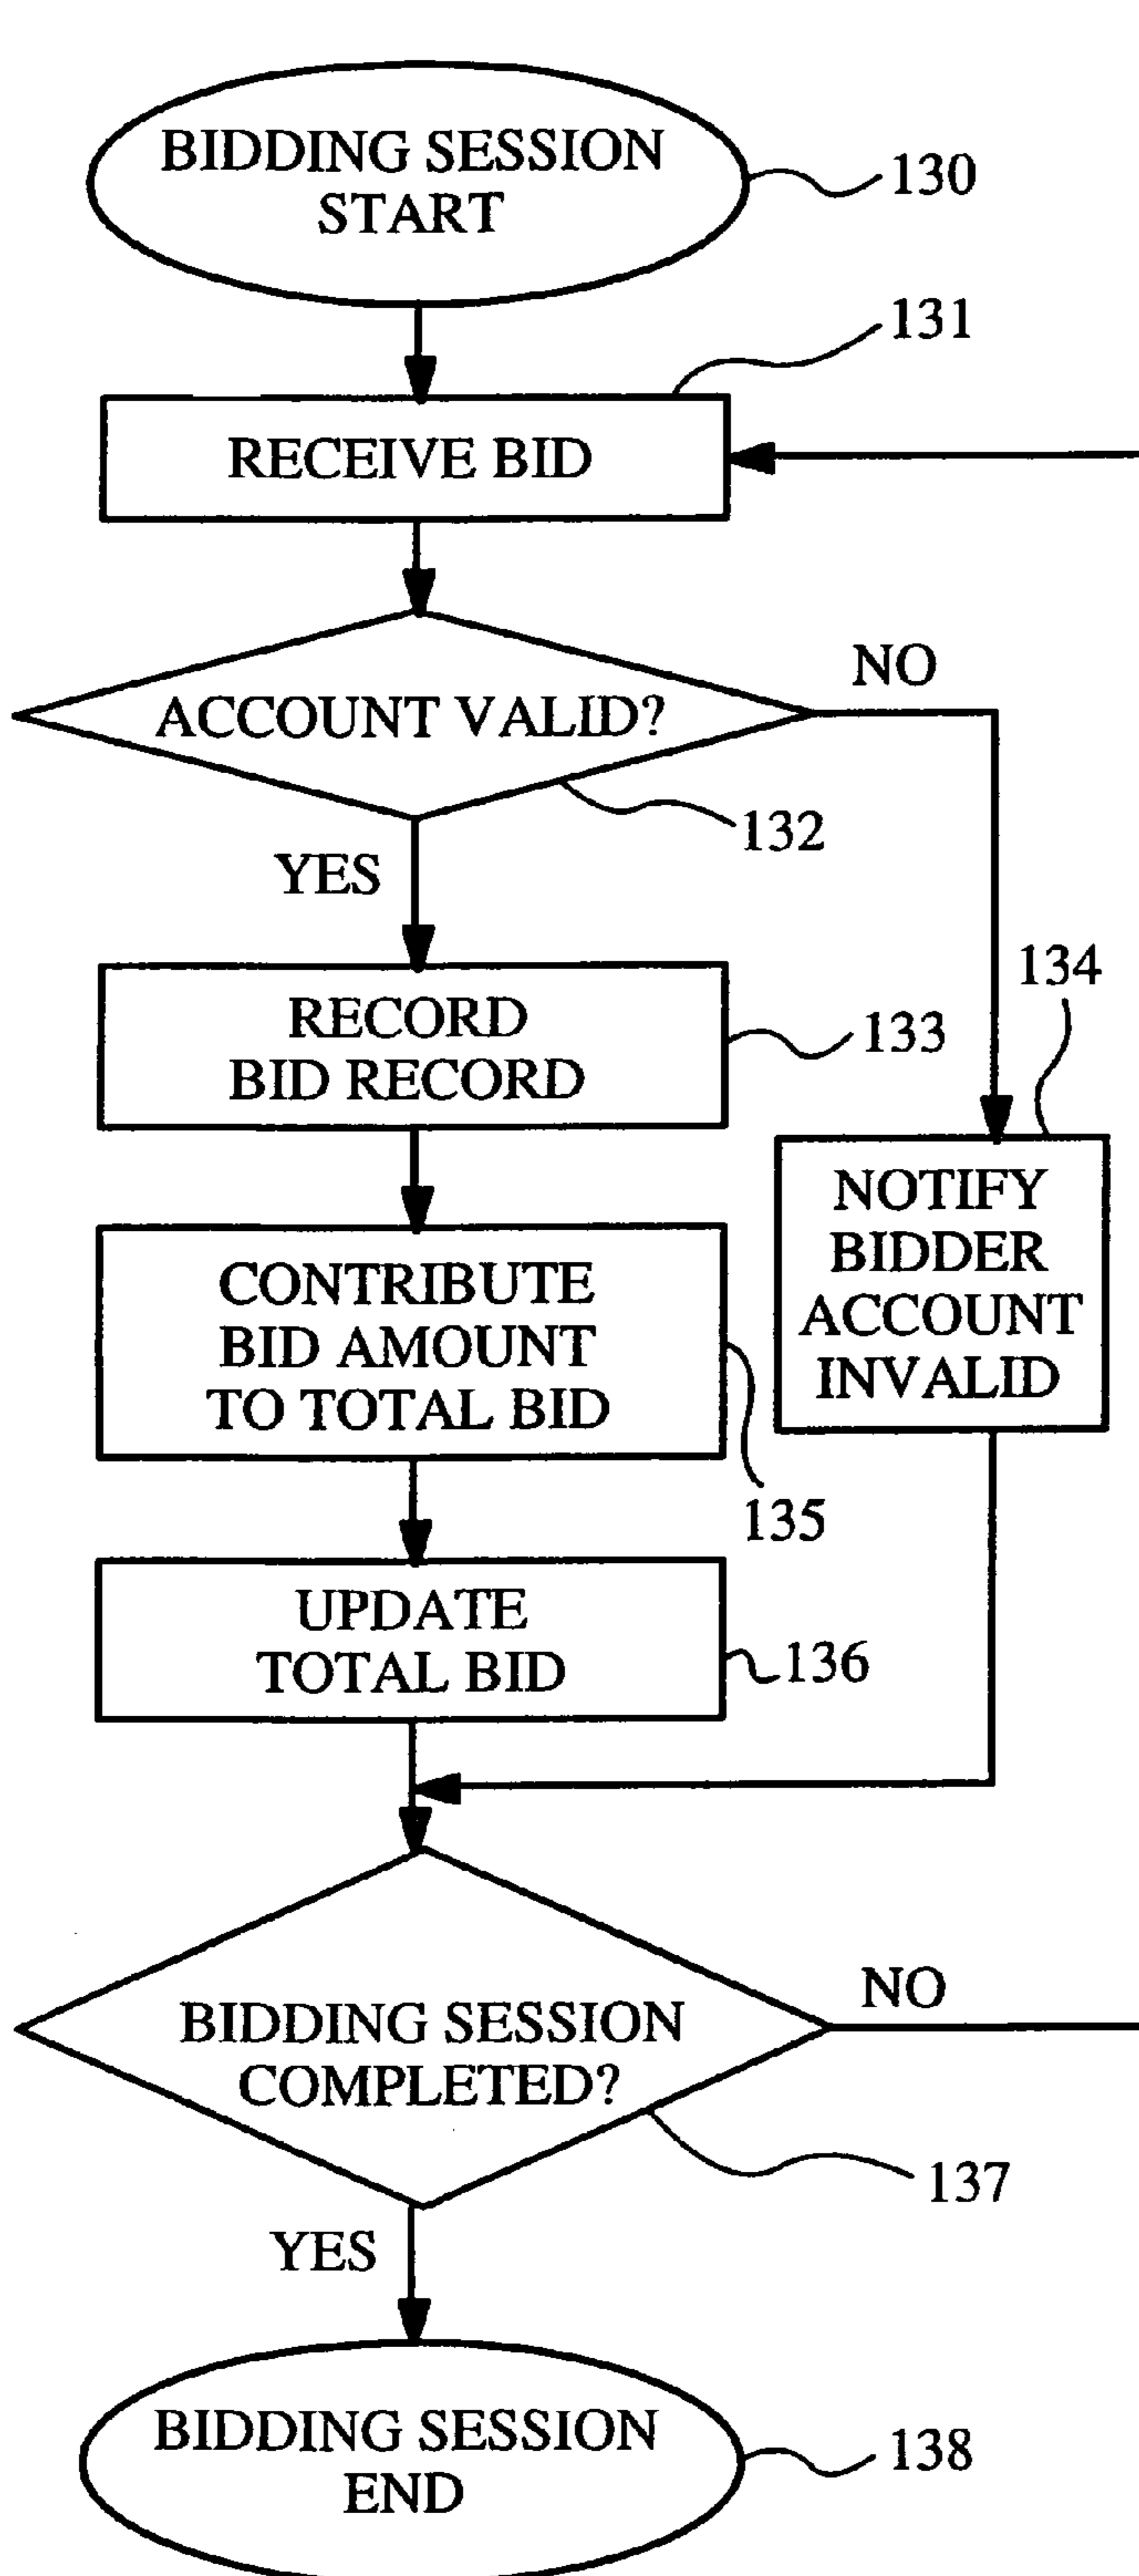 BIDDING SESSION
START
130
131
RECEIVE BID
NO
ACCOUNT VALID?
132
YES
134
RECORD
BID RECORD
133
NOTIFY
BIDDER
ACCOUNT
INVALID
CONTRIBUTE
BID AMOUNT
TO TOTAL BID
135
UPDATE
TOTAL BID
136
NO
BIDDING SESSION
COMPLETED?
137
YES
BIDDING SESSION
END
138